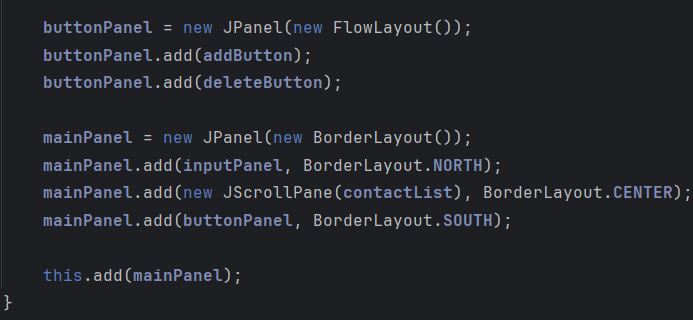 buttonPanel = new JPanel(new FlowLayout());
buttonPanel.add(addButton);
buttonPanel.add(deleteButton);
mainPanel = new JPanel(new BorderLayout());
mainPanel.add(inputPanel, BorderLayout.NORTH);
mainPanel.add(new JScrollPane(contactList), BorderLayout.CENTER);
mainPanel.add(buttonPanel, BorderLayout.SOUTH);
this.add(mainPanel);
}